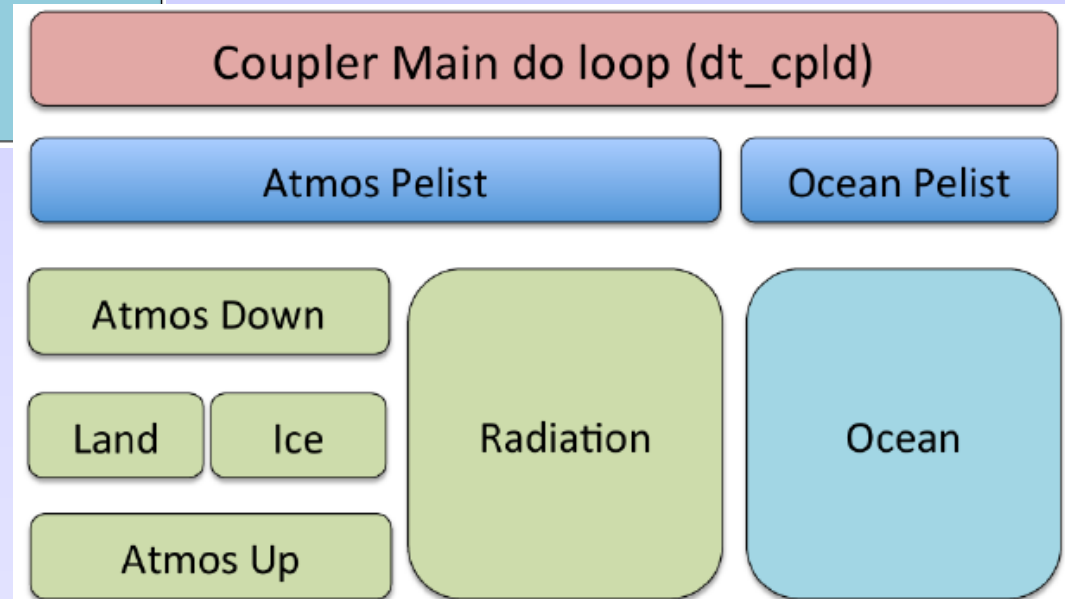 Coupler Main do loop (dt_cpld)
Atmos Pelist
Ocean Pelist
Atmos Down
Land
Ice
Radiation
Ocean
Atmos Up